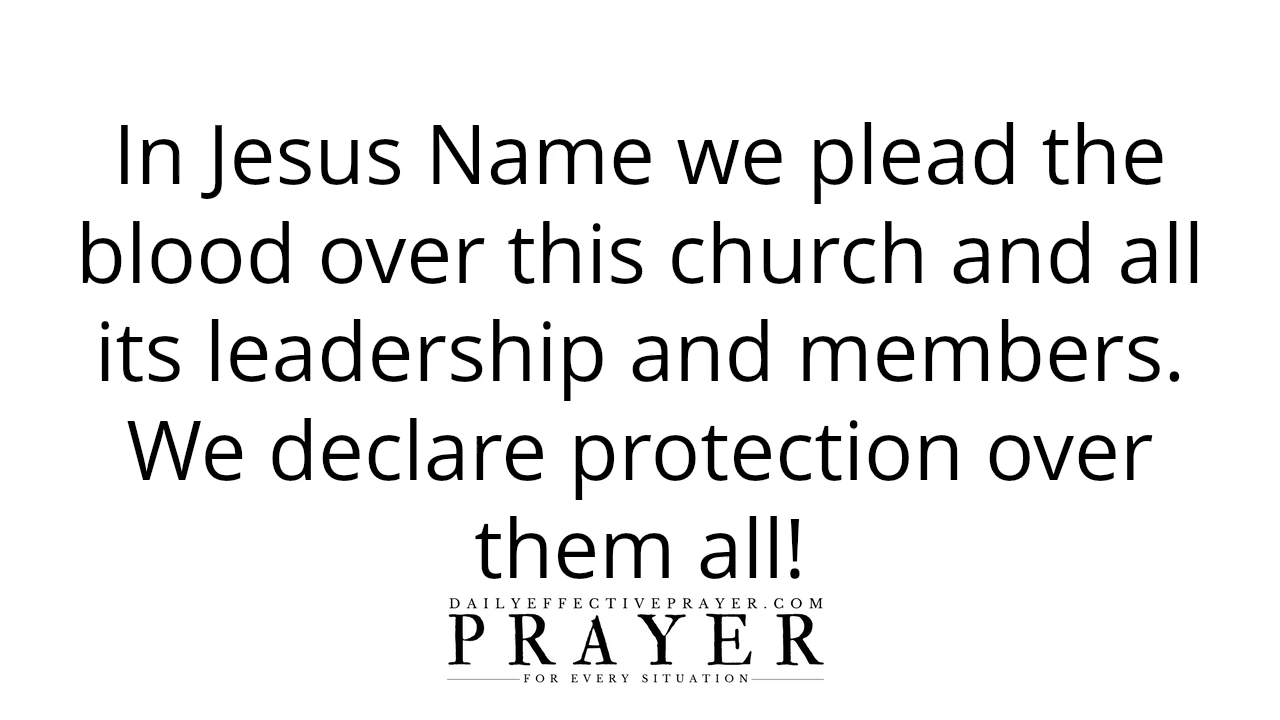 In Jesus Name we plead the
blood over this church and all
its leadership and members.
We declare protection over
them all!
DAILYEFFECTIVEPRAYER.COM
PRAYER
FOR EVERY SITUATION